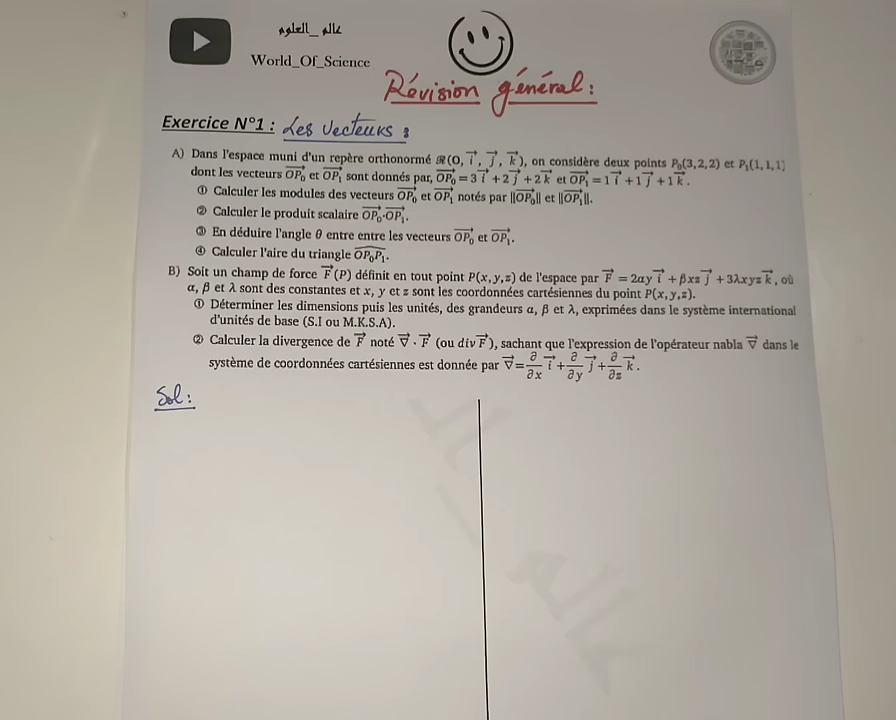 عالم_العلوم
World_Of_Science
Révision général :
Exercice N°1 : Les vecteurs :
A) Dans l'espace muni d'un repère orthonormé ℛ(O, i⃗, j⃗, k⃗), on considère deux points P₀(3,2,2) et P₁(1,1,1)
dont les vecteurs OP₀⃗ et OP₁⃗ sont donnés par, OP₀⃗ = 3 i⃗ + 2 j⃗ + 2 k⃗ et OP₁⃗ = 1 i⃗ + 1 j⃗ + 1 k⃗.
① Calculer les modules des vecteurs OP₀⃗ et OP₁⃗ notés par ||OP₀⃗|| et ||OP₁⃗||.
② Calculer le produit scalaire OP₀⃗·OP₁⃗.
③ En déduire l'angle θ entre entre les vecteurs OP₀⃗ et OP₁⃗.
④ Calculer l'aire du triangle OP₀P₁.
B) Soit un champ de force F⃗(P) définit en tout point P(x,y,z) de l'espace par F⃗ = 2αy i⃗ + βxz j⃗ + 3λxyz k⃗, où
α, β et λ sont des constantes et x, y et z sont les coordonnées cartésiennes du point P(x,y,z).
① Déterminer les dimensions puis les unités, des grandeurs α, β et λ, exprimées dans le système international
d'unités de base (S.I ou M.K.S.A).
② Calculer la divergence de F⃗ noté ∇⃗ · F⃗ (ou div F⃗), sachant que l'expression de l'opérateur nabla ∇⃗ dans le
système de coordonnées cartésiennes est donnée par ∇⃗ = ∂/∂x i⃗ + ∂/∂y j⃗ + ∂/∂z k⃗.
Sol :
عالم_ال